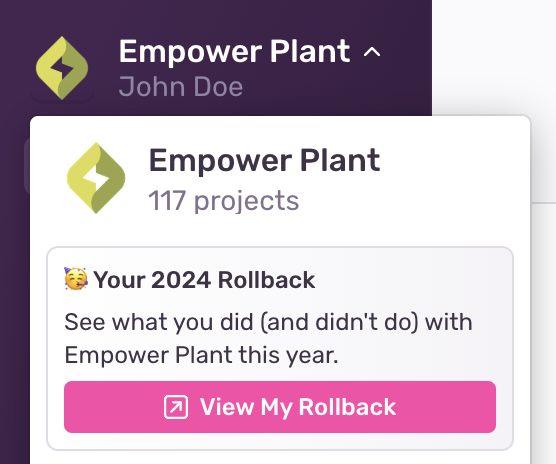 Empower Plant
John Doe
Empower Plant
117 projects
🥳 Your 2024 Rollback
See what you did (and didn't do) with
Empower Plant this year.
View My Rollback